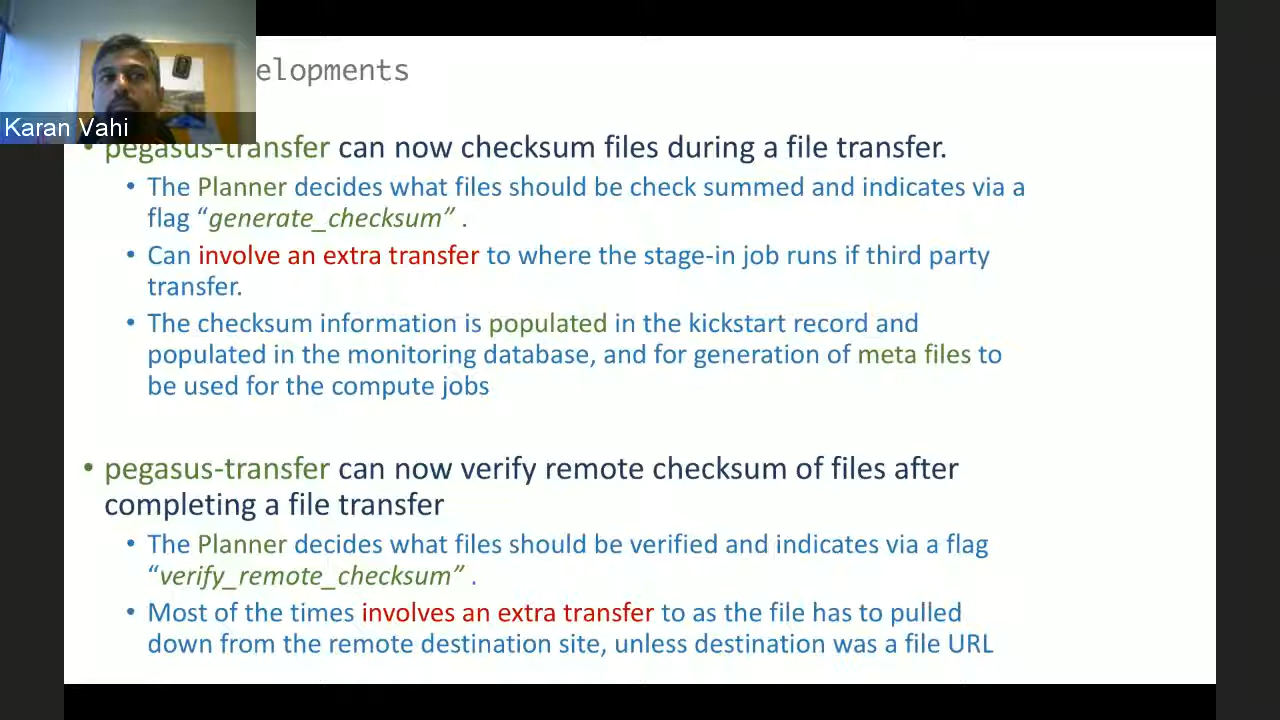 elopments
Karan Vahi
• pegasus-transfer can now checksum files during a file transfer.
• The Planner decides what files should be check summed and indicates via a
flag “generate_checksum” .
• Can involve an extra transfer to where the stage-in job runs if third party
transfer.
• The checksum information is populated in the kickstart record and
populated in the monitoring database, and for generation of meta files to
be used for the compute jobs
• pegasus-transfer can now verify remote checksum of files after
completing a file transfer
• The Planner decides what files should be verified and indicates via a flag
“verify_remote_checksum” .
• Most of the times involves an extra transfer to as the file has to pulled
down from the remote destination site, unless destination was a file URL